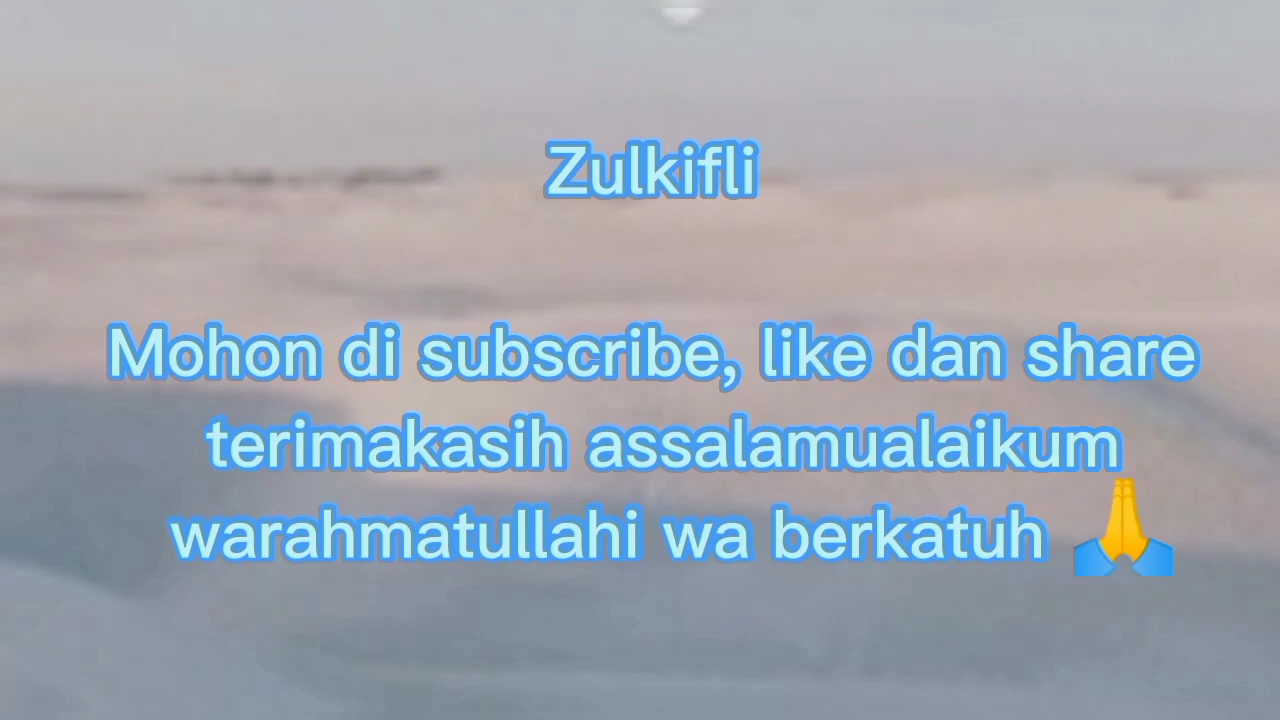 Zulkifli
Mohon di subscribe, like dan share
terimakasih assalamualaikum
warahmatullahi wa berkatuh 🙏